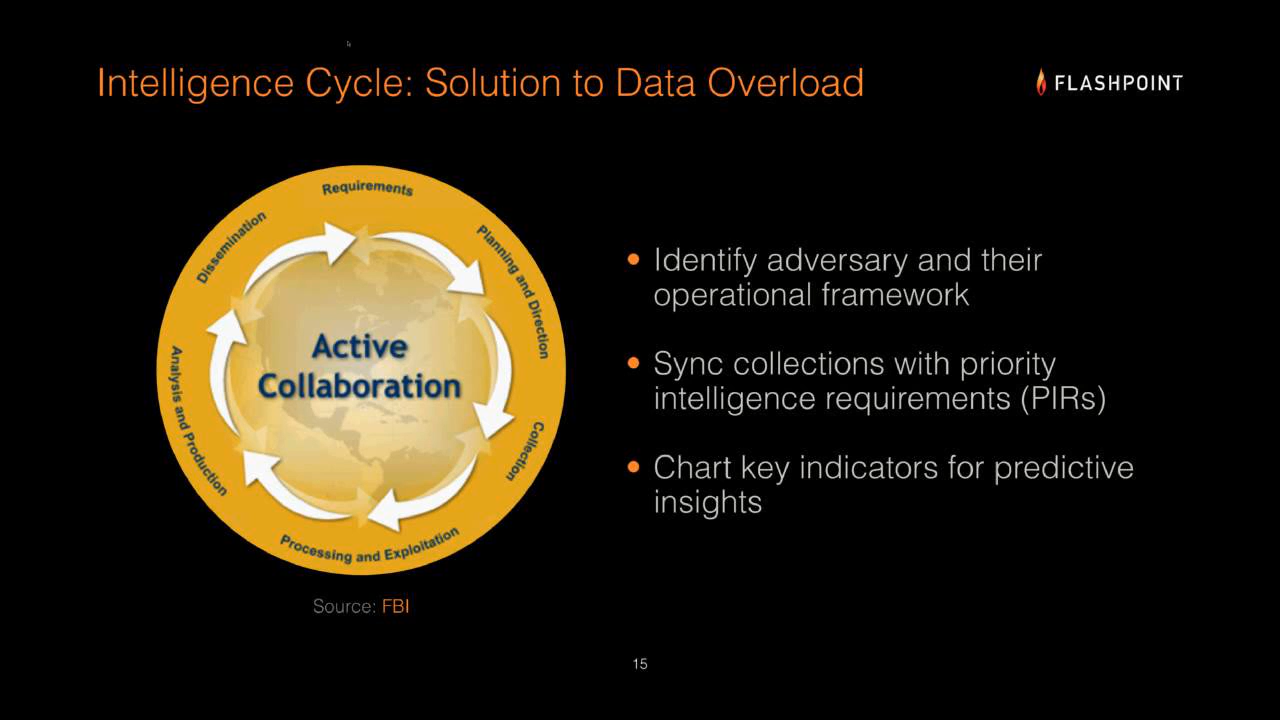 Intelligence Cycle: Solution to Data Overload
FLASHPOINT
Requirements
Planning and Direction
Collection
Processing and Exploitation
Analysis and Production
Dissemination
Active
Collaboration
Source: FBI
Identify adversary and their
operational framework
Sync collections with priority
intelligence requirements (PIRs)
Chart key indicators for predictive
insights
15